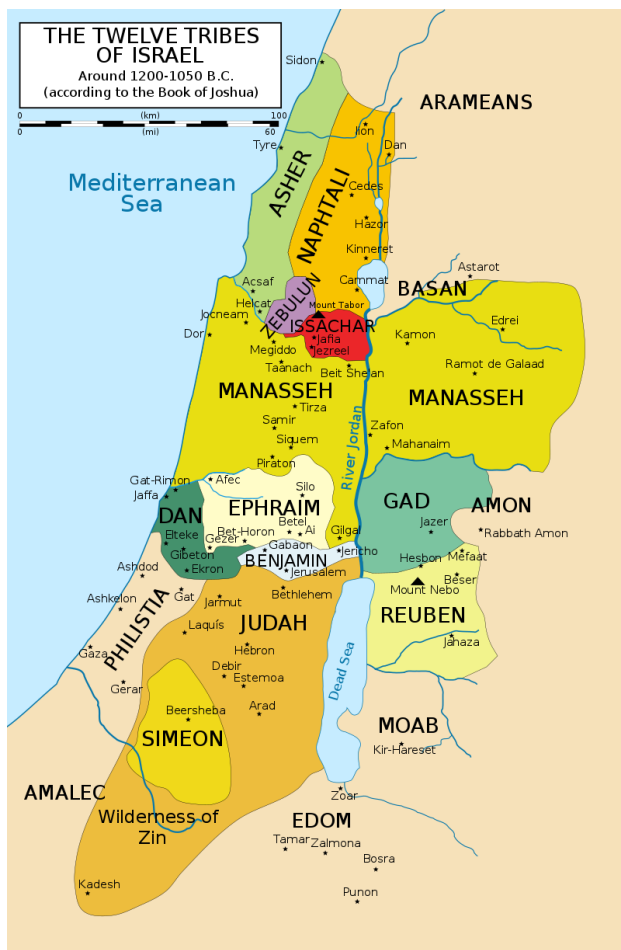 THE TWELVE TRIBES
OF ISRAEL
Around 1200-1050 B.C.
(according to the Book of Joshua)
0 (km) 100
0 (mi) 60
Sidon
ARAMEANS
Ijon
Tyre
Dan
Mediterranean
Sea
ASHER
NAPHTALI
Cedes
Hazor
Kinneret
Astarot
Acsaf
Cammat
BASAN
Helcat
ZEBULUN
Mount Tabor
Jocneam
ISSACHAR
Edrei
Dor
Jafia
Kamon
Megiddo
Jezreel
Taanach
Beit Shelan
Ramot de Galaad
MANASSEH
MANASSEH
Tirza
Samir
River Jordan
Zafon
Siquem
Mahanaim
Piraton
Gat-Rimon
Afec
Jaffa
Silo
EPHRAIM
GAD
AMON
DAN
Betel
Jazer
Elteke
Bet-Horon
Ai
Gilgal
Rabbath Amon
Gezer
Gabaon
Gibeton
Jericho
Mefaat
BENJAMIN
Hesbon
Ashdod
Ekron
Jerusalem
Beser
Gat
Bethlehem
Mount Nebo
Ashkelon
Jarmut
REUBEN
PHILISTIA
Laquís
JUDAH
Jahaza
Gaza
Hebron
Dead Sea
Debir
Estemoa
Gerar
Beersheba
Arad
MOAB
SIMEON
Kir-Hareset
AMALEC
Zoar
Wilderness of
Zin
EDOM
Tamar
Zalmona
Bosra
Kadesh
Punon